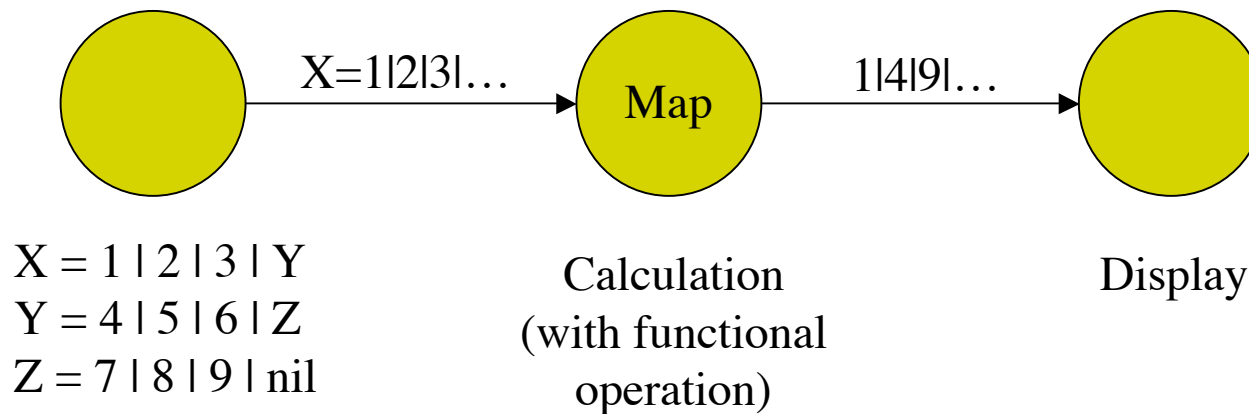 X=1|2|3|…
Map
1|4|9|…
X = 1 | 2 | 3 | Y
Y = 4 | 5 | 6 | Z
Z = 7 | 8 | 9 | nil
Calculation
(with functional
operation)
Display